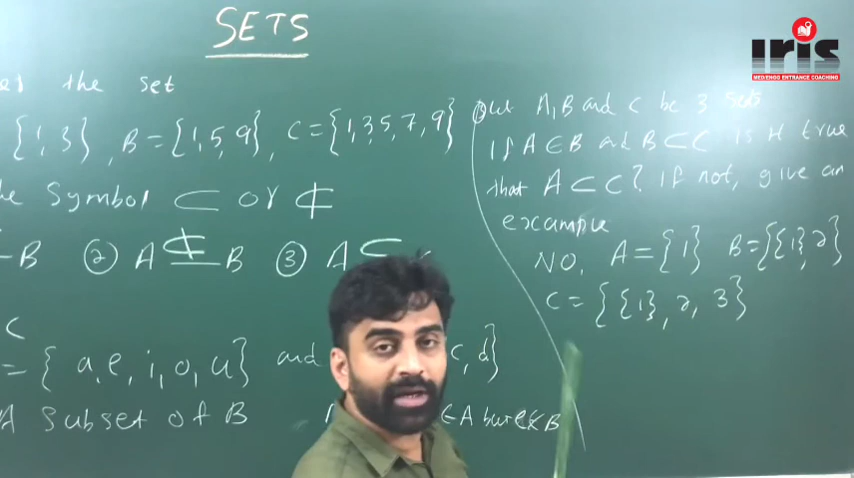 SETS
the set
{1,3}, B={1,5,9}, C={1,3,5,7,9}
Symbol ⊂ or ⊄
B ② A ⊄ B ③ A ⊂
C
= {a,e,i,o,u} and c,d}
A subset of B ∈A but e∉B
iris
MED/ENGG ENTRANCE COACHING
Let A,B and C be 3 sets
If A∈B and B⊂C is it true
that A⊂C? if not, give an
example
NO, A={1} B={{1},2}
C={{1},2,3}